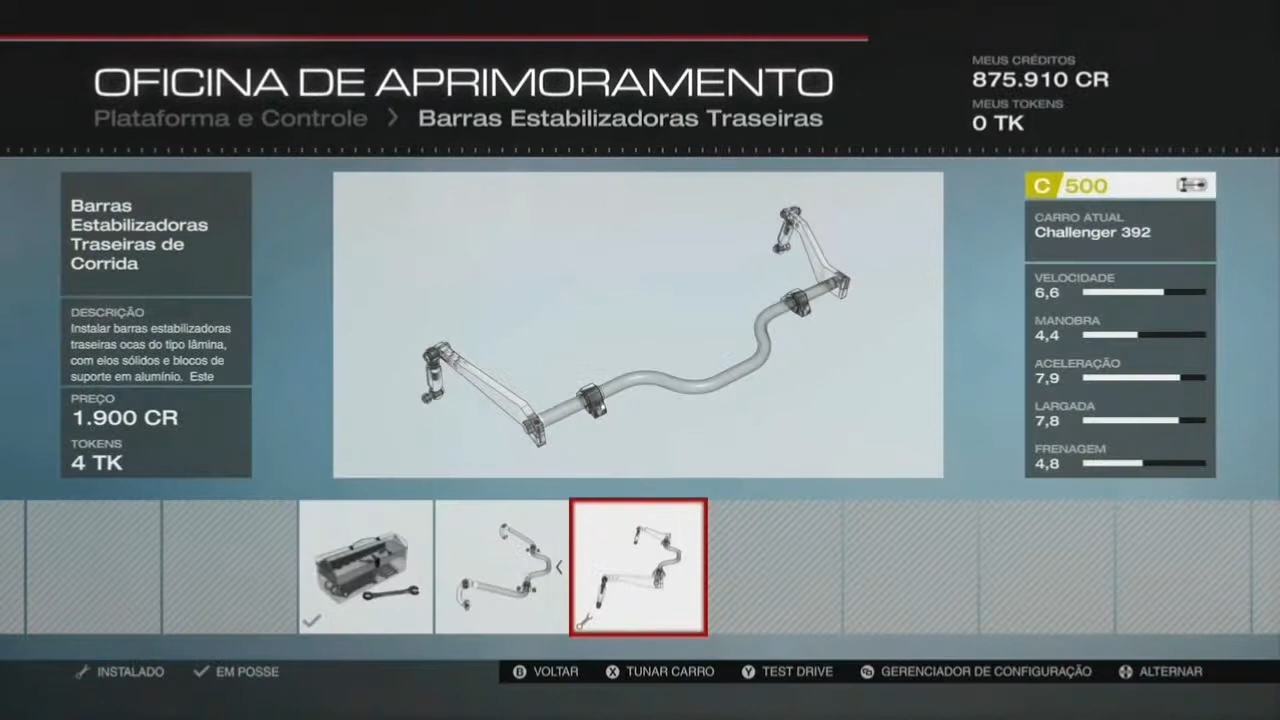 OFICINA DE APRIMORAMENTO
Plataforma e Controle > Barras Estabilizadoras Traseiras
MEUS CRÉDITOS
875.910 CR
MEUS TOKENS
0 TK
Barras
Estabilizadoras
Traseiras de
Corrida
DESCRIÇÃO
Instalar barras estabilizadoras
traseiras ocas do tipo lâmina,
com elos sólidos e blocos de
suporte em alumínio. Este
PREÇO
1.900 CR
TOKENS
4 TK
C 500
CARRO ATUAL
Challenger 392
VELOCIDADE
6,6
MANOBRA
4,4
ACELERAÇÃO
7,9
LARGADA
7,8
FRENAGEM
4,8
INSTALADO EM POSSE
B VOLTAR X TUNAR CARRO Y TEST DRIVE GERENCIADOR DE CONFIGURAÇÃO ALTERNAR